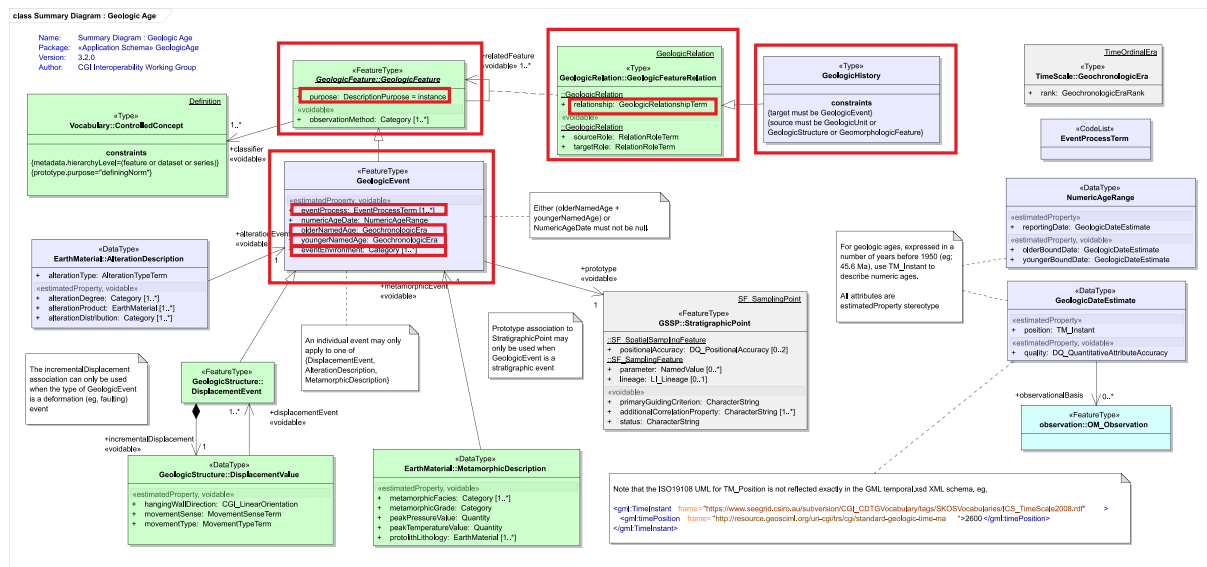 class Summary Diagram : Geologic Age
Name: Summary Diagram : Geologic Age
Package: «Application Schema» GeologicAge
Version: 3.2.0
Author: CGI Interoperability Working Group
«FeatureType»
GeologicFeature::GeologicFeature
+ purpose: DescriptionPurpose = instance
«voidable»
+ observationMethod: Category [1..*]
+relatedFeature
«voidable» 1..*
GeologicRelation
«Type»
GeologicRelation::GeologicFeatureRelation
::GeologicRelation
+ relationship: GeologicRelationshipTerm
«voidable»
::GeologicRelation
+ sourceRole: RelationRoleTerm
+ targetRole: RelationRoleTerm
«Type»
GeologicHistory
constraints
{target must be GeologicEvent}
{source must be GeologicUnit or
GeologicStructure or GeomorphologicFeature}
TimeOrdinalEra
«Type»
TimeScale::GeochronologicEra
+ rank: GeochronologicEraRank
«CodeList»
EventProcessTerm
Definition
«Type»
Vocabulary::ControlledConcept
constraints
{metadata.hierarchyLevel=(feature or dataset or series)}
{prototype.purpose="definingNorm"}
1..*
+classifier
«voidable»
«FeatureType»
GeologicEvent
«estimatedProperty, voidable»
+ eventProcess: EventProcessTerm [1..*]
+ numericAgeDate: NumericAgeRange
+ olderNamedAge: GeochronologicEra
+ youngerNamedAge: GeochronologicEra
+ eventEnvironment: Category [1..*]
Either (olderNamedAge +
youngerNamedAge) or
NumericAgeDate must not be null.
«DataType»
NumericAgeRange
«estimatedProperty»
+ reportingDate: GeologicDateEstimate
«estimatedProperty, voidable»
+ olderBoundDate: GeologicDateEstimate
+ youngerBoundDate: GeologicDateEstimate
For geologic ages, expressed in a
number of years before 1950 (eg;
45.6 Ma), use TM_Instant to
describe numeric ages.
All attributes are
estimatedProperty stereotype
+alterationEvent
«voidable»
1
«DataType»
EarthMaterial::AlterationDescription
+ alterationType: AlterationTypeTerm
«estimatedProperty, voidable»
+ alterationDegree: Category [1..*]
+ alterationProduct: EarthMaterial [1..*]
+ alterationDistribution: Category [1..*]
1
+metamorphicEvent
«voidable»
+prototype
«voidable»
1
«DataType»
GeologicDateEstimate
«estimatedProperty»
+ position: TM_Instant
«estimatedProperty, voidable»
+ quality: DQ_QuantitativeAttributeAccuracy
SF_SamplingPoint
«FeatureType»
GSSP::StratigraphicPoint
::SF_SpatialSamplingFeature
+ positionalAccuracy: DQ_PositionalAccuracy [0..2]
::SF_SamplingFeature
+ parameter: NamedValue [0..*]
+ lineage: LI_Lineage [0..1]
«voidable»
+ primaryGuidingCriterion: CharacterString
+ additionalCorrelationProperty: CharacterString [1..*]
+ status: CharacterString
Prototype association to
StratigraphicPoint may
only be used when
GeologicEvent is a
stratigraphic event
An individual event may only
apply to one of
{DisplacementEvent,
AlterationDescription,
MetamorphicDescription}
The incrementalDisplacement
association can only be used
when the type of GeologicEvent
is a deformation (eg, faulting)
event
«FeatureType»
GeologicStructure::
DisplacementEvent
1..*
+displacementEvent
«voidable»
+incrementalDisplacement
«voidable»
1
+observationalBasis
0..*
«FeatureType»
observation::OM_Observation
«DataType»
GeologicStructure::DisplacementValue
«estimatedProperty, voidable»
+ hangingWallDirection: CGI_LinearOrientation
+ movementSense: MovementSenseTerm
+ movementType: MovementTypeTerm
«DataType»
EarthMaterial::MetamorphicDescription
«estimatedProperty, voidable»
+ metamorphicFacies: Category [1..*]
+ metamorphicGrade: Category
+ peakPressureValue: Quantity
+ peakTemperatureValue: Quantity
+ protolithLithology: EarthMaterial [1..*]
Note that the ISO19108 UML for TM_Position is not reflected exactly in the GML temporal.xsd XML schema, eg,
<gml:TimeInstant frame="https://www.seegrid.csiro.au/subversion/CGI_CDTGVocabulary/tags/SKOSVocabularies/ICS_TimeScale2008.rdf" >
<gml:timePosition frame="http://resource.geosciml.org/uri-cgi/trs/cgi/standard-geologic-time-ma ">2600 </gml:timePosition>
</gml:TimeInstant>